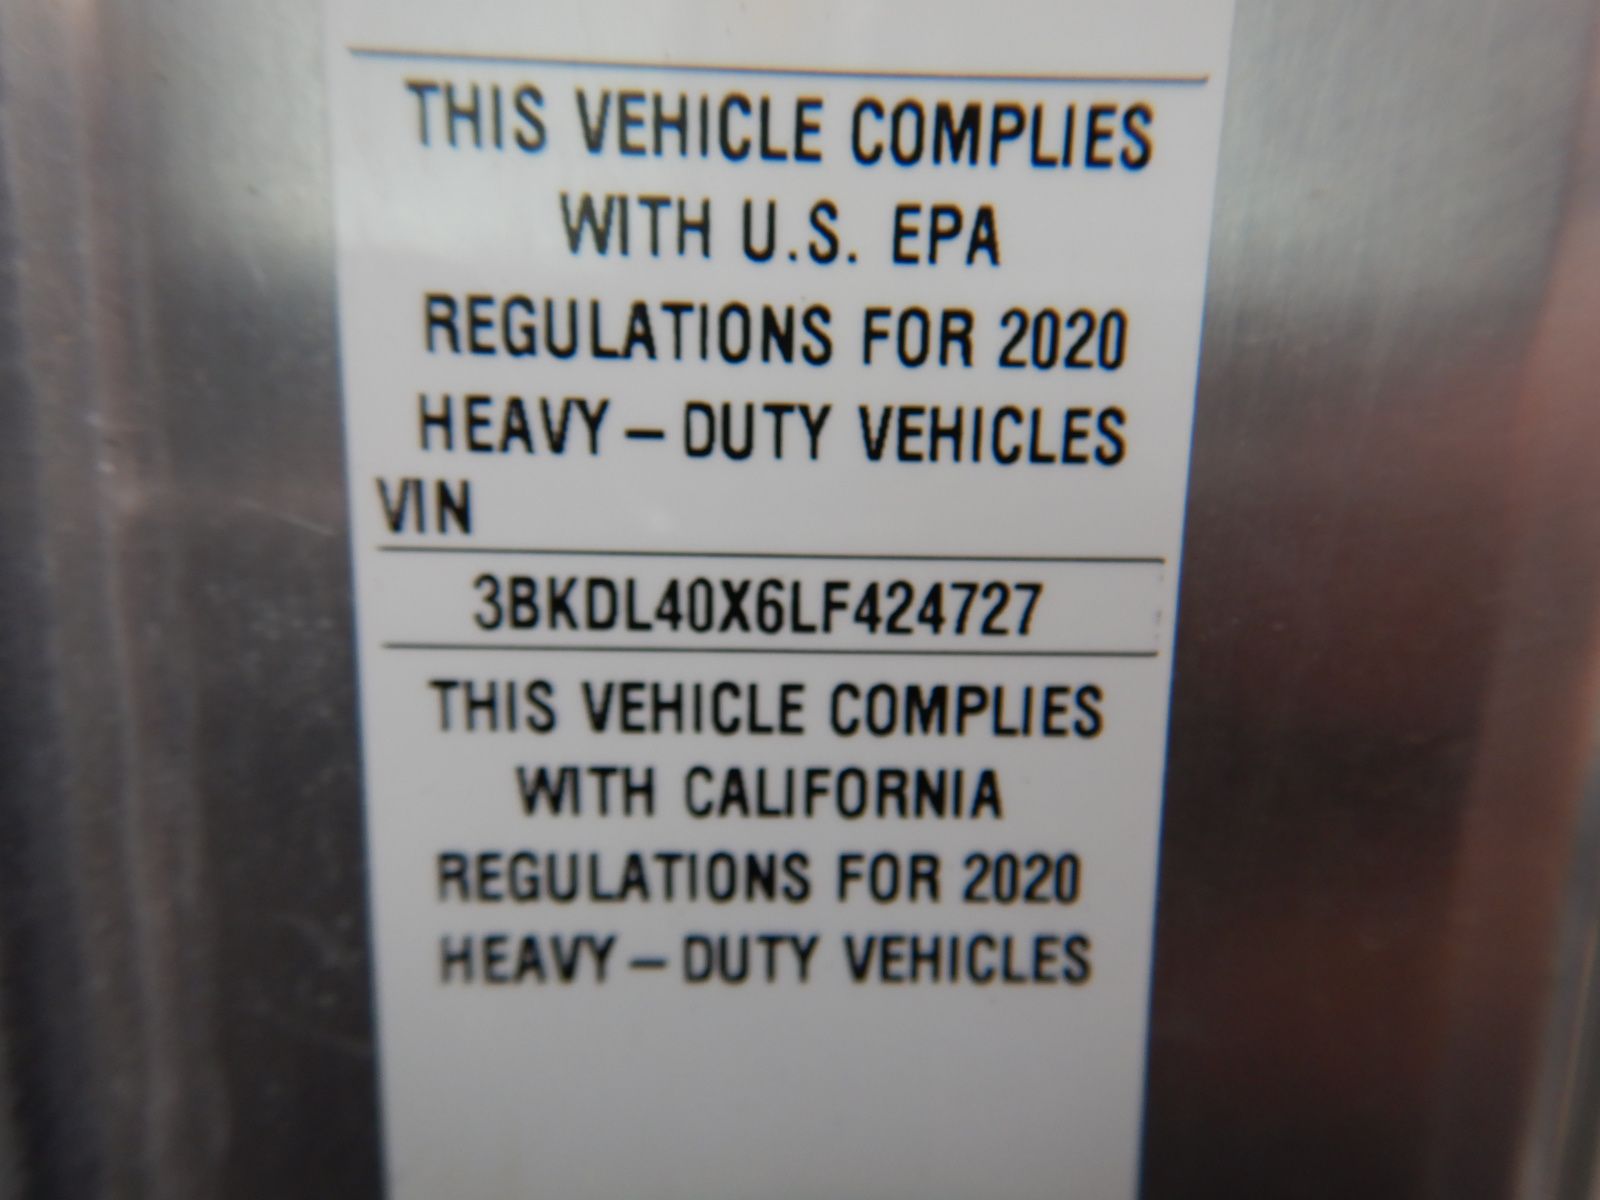 THIS VEHICLE COMPLIES
WITH U.S. EPA
REGULATIONS FOR 2020
HEAVY – DUTY VEHICLES
VIN
3BKDL40X6LF424727
THIS VEHICLE COMPLIES
WITH CALIFORNIA
REGULATIONS FOR 2020
HEAVY – DUTY VEHICLES